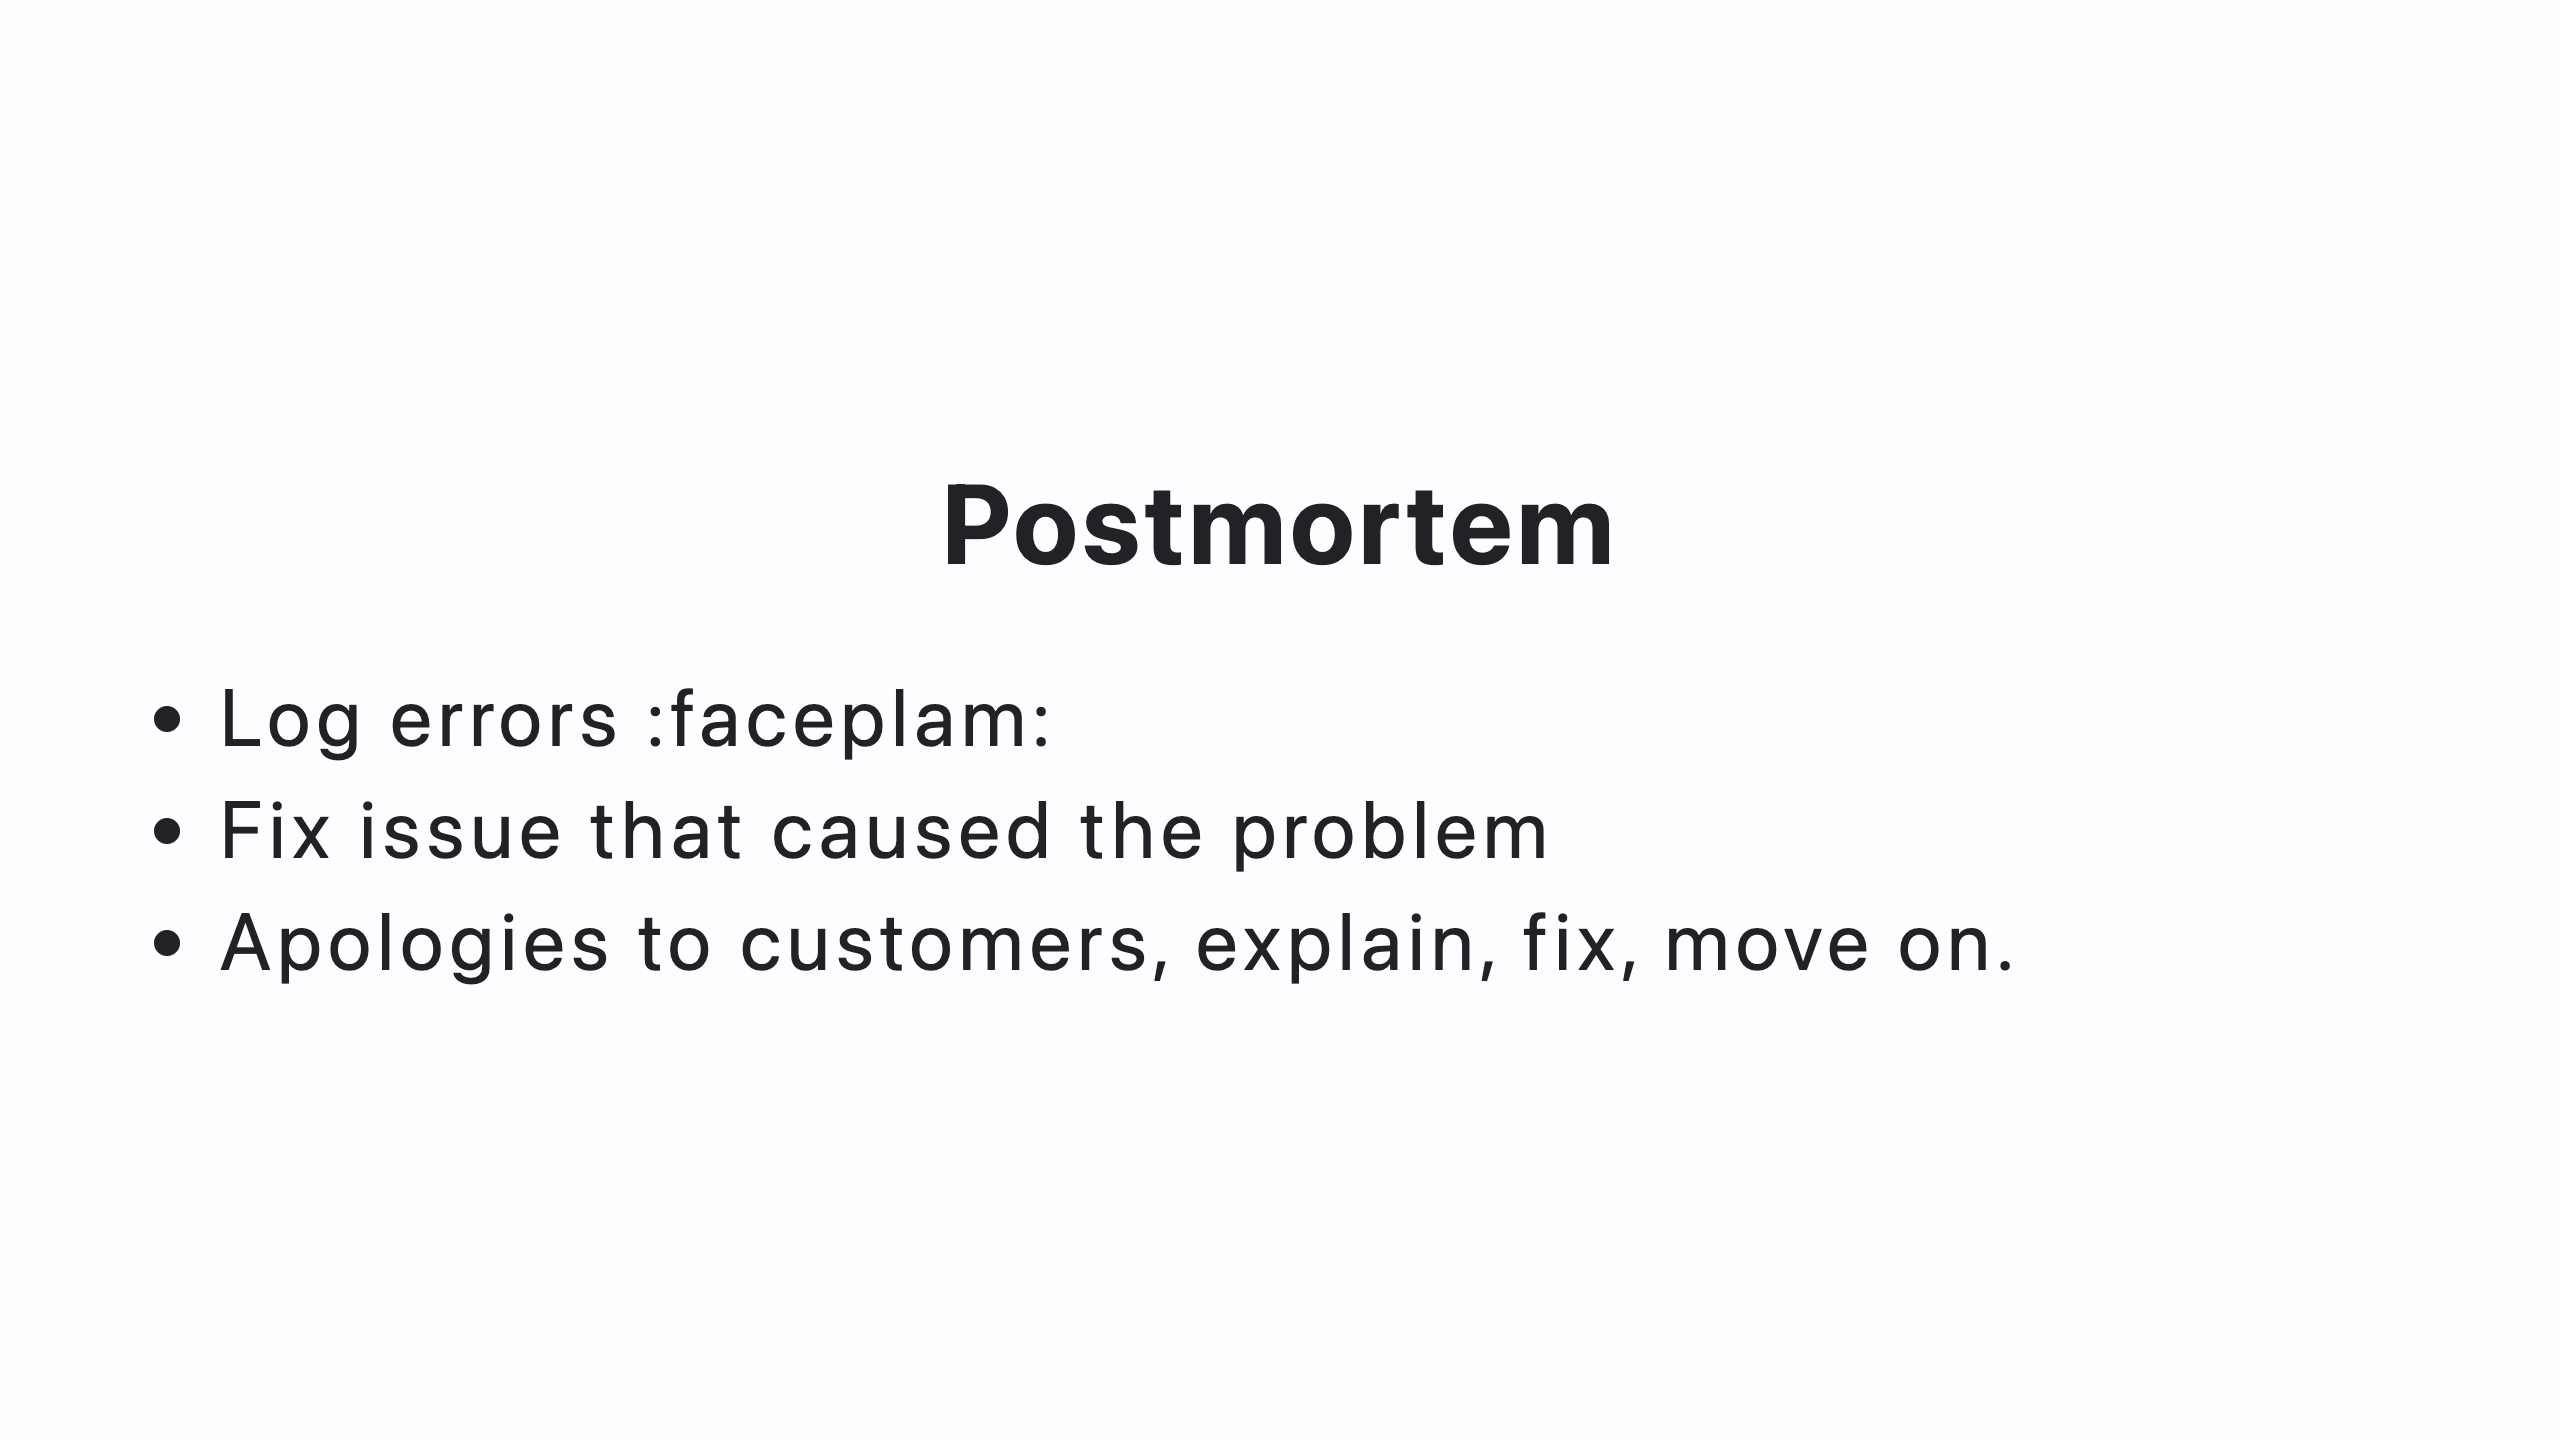 Postmortem
• Log errors :faceplam:
• Fix issue that caused the problem
• Apologies to customers, explain, fix, move on.